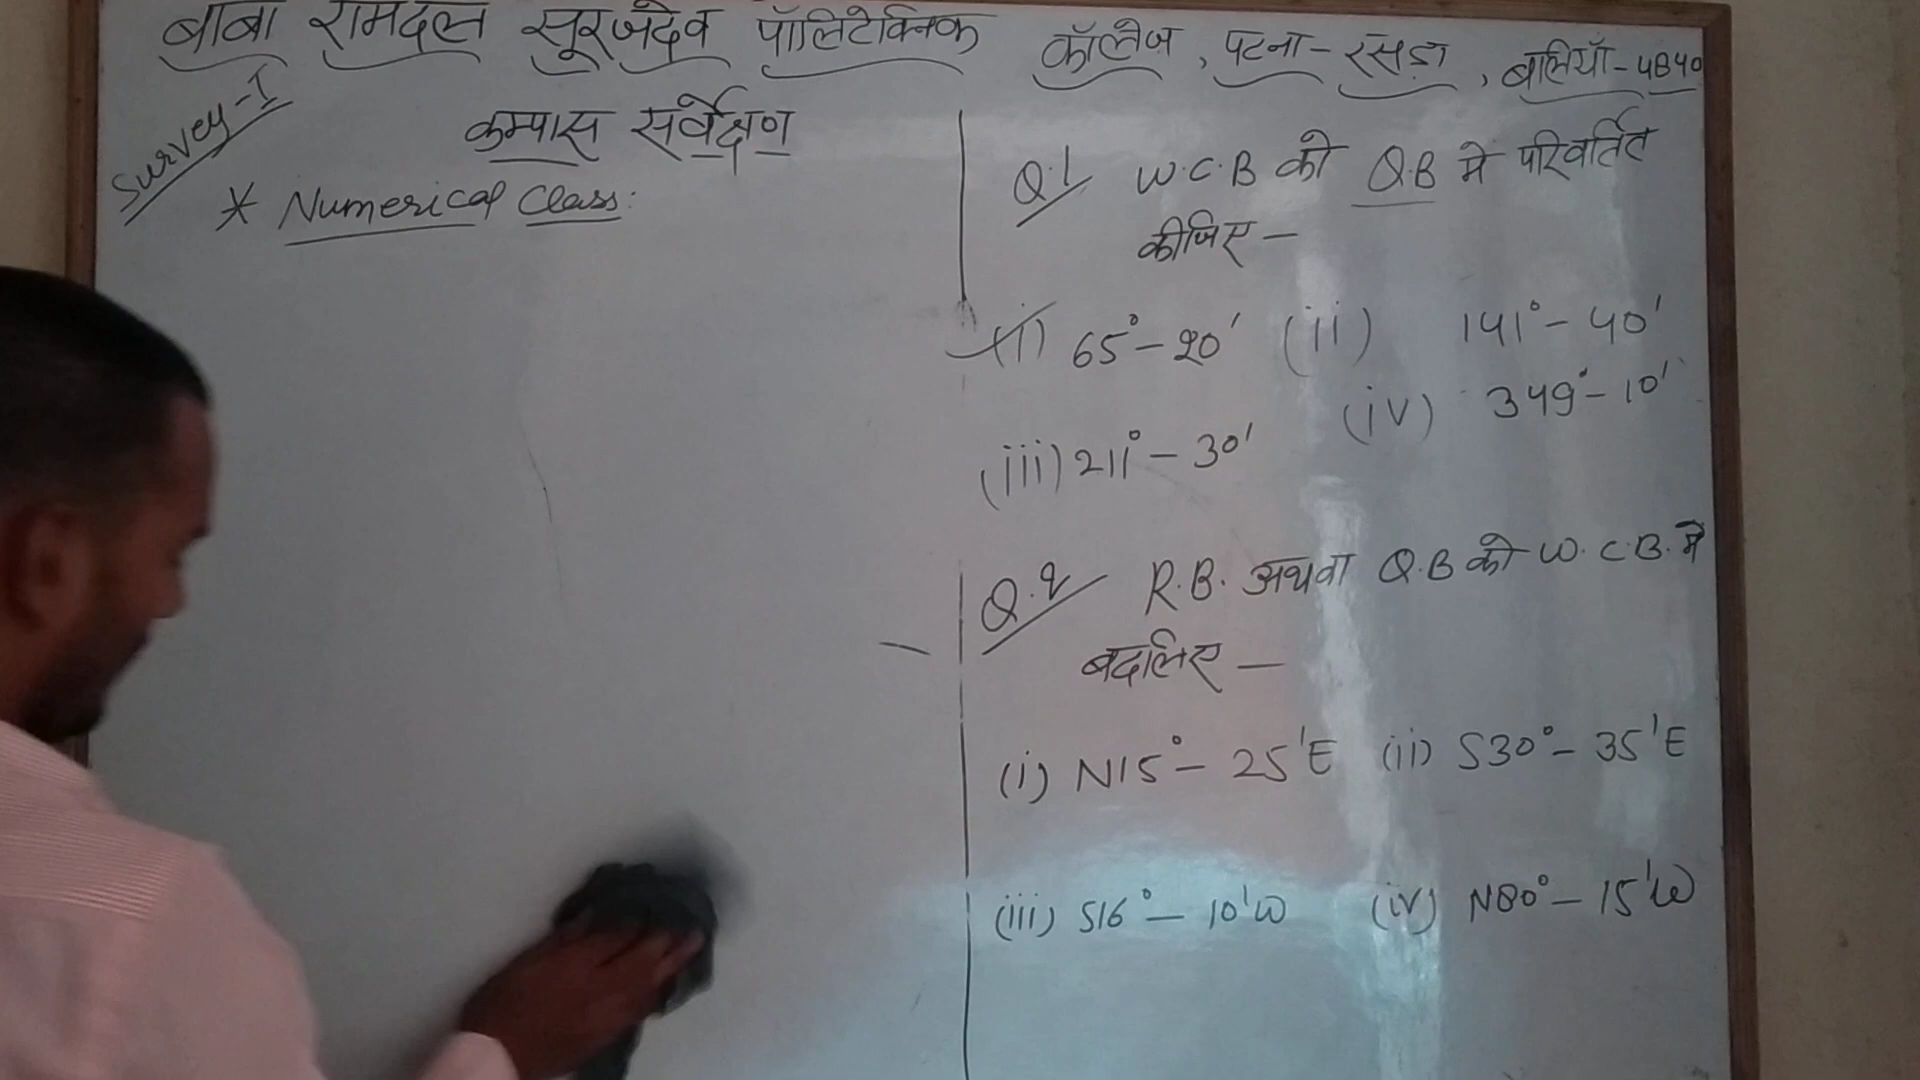 बाबा रामदल सूरजदेव पॉलिटेक्निक कॉलेज, पटना-रसड़ा, बालियाँ-4840
Survey-I
कम्पास सर्वेक्षण
* Numerical Class:
Q.1 W.C.B को Q.B मे परिवर्तित
कीजिए –
(i) 65°-20' (ii) 141°-40'
(iii) 211°-30' (iv) 349°-10'
Q.2 R.B. अथवा Q.B को W.C.B. मे
बदलिए –
(i) N15°-25'E (ii) S30°-35'E
(iii) S16°-10'W (iv) N80°-15'W